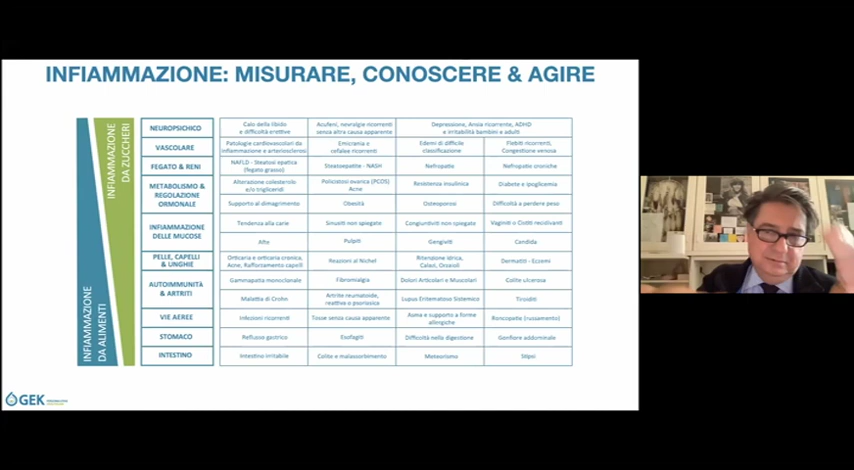 INFIAMMAZIONE: MISURARE, CONOSCERE & AGIRE
INFIAMMAZIONE
DA ZUCCHERI
INFIAMMAZIONE
DA ALIMENTI
NEUROPSICHICO
Calo della libido
e difficoltà erettive
Acufeni, nevralgie ricorrenti
senza altra causa apparente
Depressione, Ansia ricorrente, ADHD
e irritabilità bambini e adulti
VASCOLARE
Patologie cardiovascolari da
infiammazione e arteriosclerosi
Emicrania e
cefalee ricorrenti
Edemi di difficile
classificazione
Flebiti ricorrenti,
Congestione venosa
FEGATO & RENI
NAFLD - Steatosi epatica
(fegato grasso)
Steatoepatite - NASH
Nefropatie
Nefropatie croniche
METABOLISMO &
REGOLAZIONE
ORMONALE
Alterazione colesterolo
e/o trigliceridi
Policistosi ovarica (PCOS)
Acne
Resistenza insulinica
Diabete e ipoglicemia
Supporto al dimagrimento
Obesità
Osteoporosi
Difficoltà a perdere peso
INFIAMMAZIONE
DELLE MUCOSE
Tendenza alla carie
Sinusiti non spiegate
Congiuntiviti non spiegate
Vaginiti o Cistiti recidivanti
Afte
Pulpiti
Gengiviti
Candida
PELLE, CAPELLI
& UNGHIE
Orticaria e orticaria cronica,
Acne, Rafforzamento capelli
Reazioni al Nichel
Ritenzione idrica,
Calazi, Orzaioli
Dermatiti - Eczemi
AUTOIMMUNITÀ
& ARTRITI
Gammapatia monoclonale
Fibromialgia
Dolori Articolari e Muscolari
Colite ulcerosa
Malattia di Crohn
Artrite reumatoide,
reattiva o psoriasica
Lupus Eritematoso Sistemico
Tiroiditi
VIE AEREE
Infezioni ricorrenti
Tosse senza causa apparente
Asma e supporto a forme
allergiche
Roncopatie (russamento)
STOMACO
Reflusso gastrico
Esofagiti
Difficoltà nella digestione
Gonfiore addominale
INTESTINO
Intestino irritabile
Colite e malassorbimento
Meteorismo
Stipsi
GEK